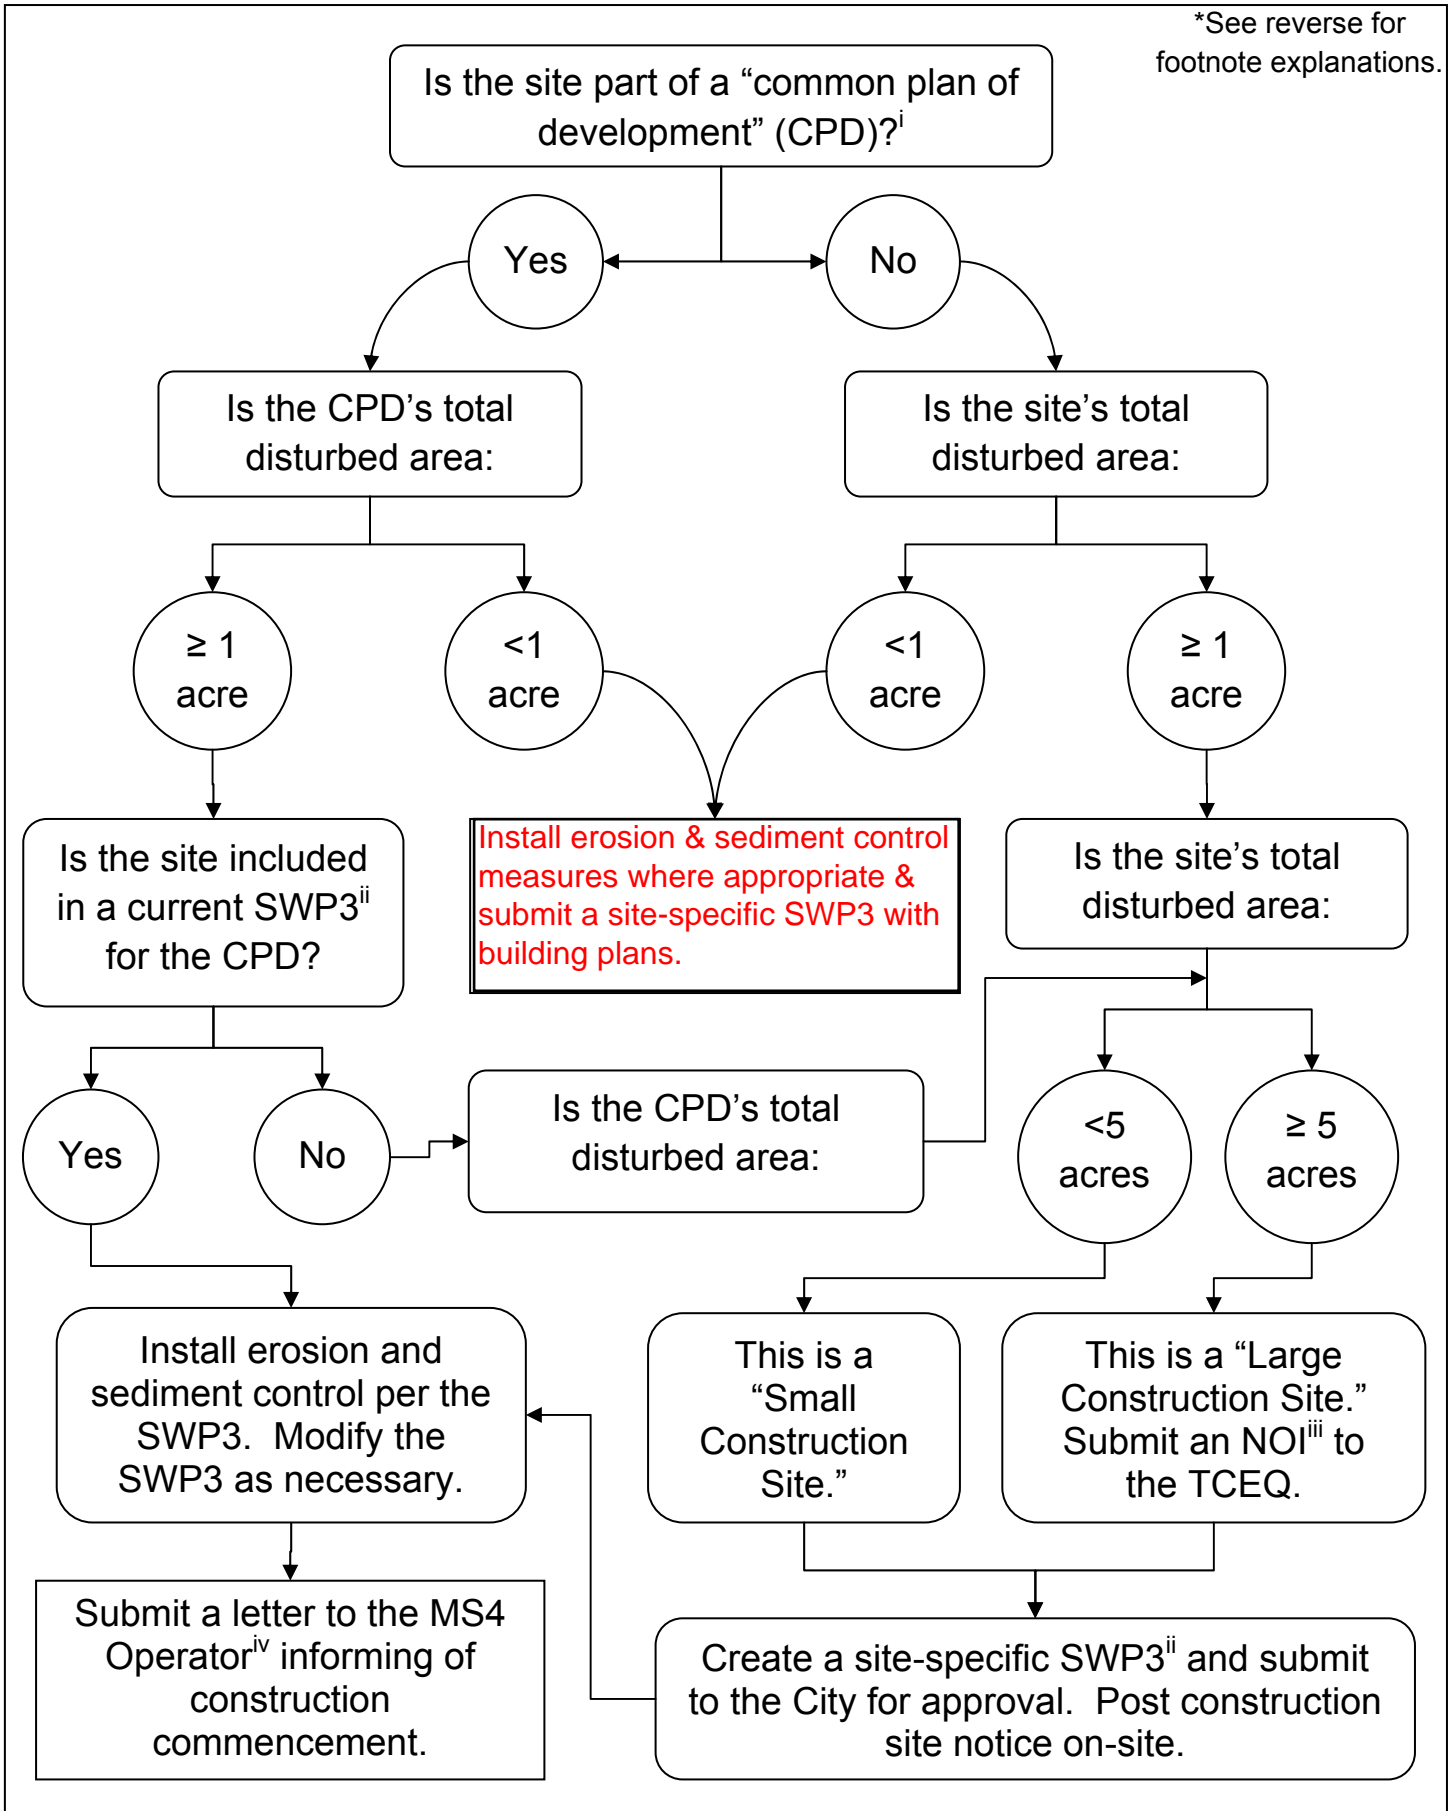 *See reverse for
footnote explanations.
Is the site part of a “common plan of
development” (CPD)?i
Yes
No
Is the CPD’s total
disturbed area:
Is the site’s total
disturbed area:
≥ 1
acre
<1
acre
<1
acre
≥ 1
acre
Is the site included
in a current SWP3ii
for the CPD?
Install erosion & sediment control
measures where appropriate &
submit a site-specific SWP3 with
building plans.
Is the site’s total
disturbed area:
Yes
No
Is the CPD’s total
disturbed area:
<5
acres
≥ 5
acres
Install erosion and
sediment control per the
SWP3.  Modify the
SWP3 as necessary.
This is a
“Small
Construction
Site.”
This is a “Large
Construction Site.”
Submit an NOIiii to
the TCEQ.
Submit a letter to the MS4
Operatoriv informing of
construction
commencement.
Create a site-specific SWP3ii and submit
to the City for approval.  Post construction
site notice on-site.